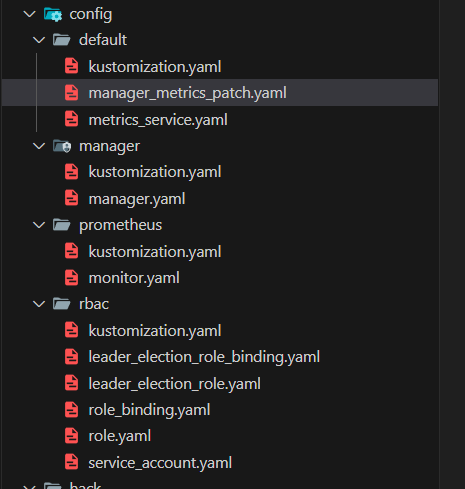 config
default
kustomization.yaml
manager_metrics_patch.yaml
metrics_service.yaml
manager
kustomization.yaml
manager.yaml
prometheus
kustomization.yaml
monitor.yaml
rbac
kustomization.yaml
leader_election_role_binding.yaml
leader_election_role.yaml
role_binding.yaml
role.yaml
service_account.yaml
hack